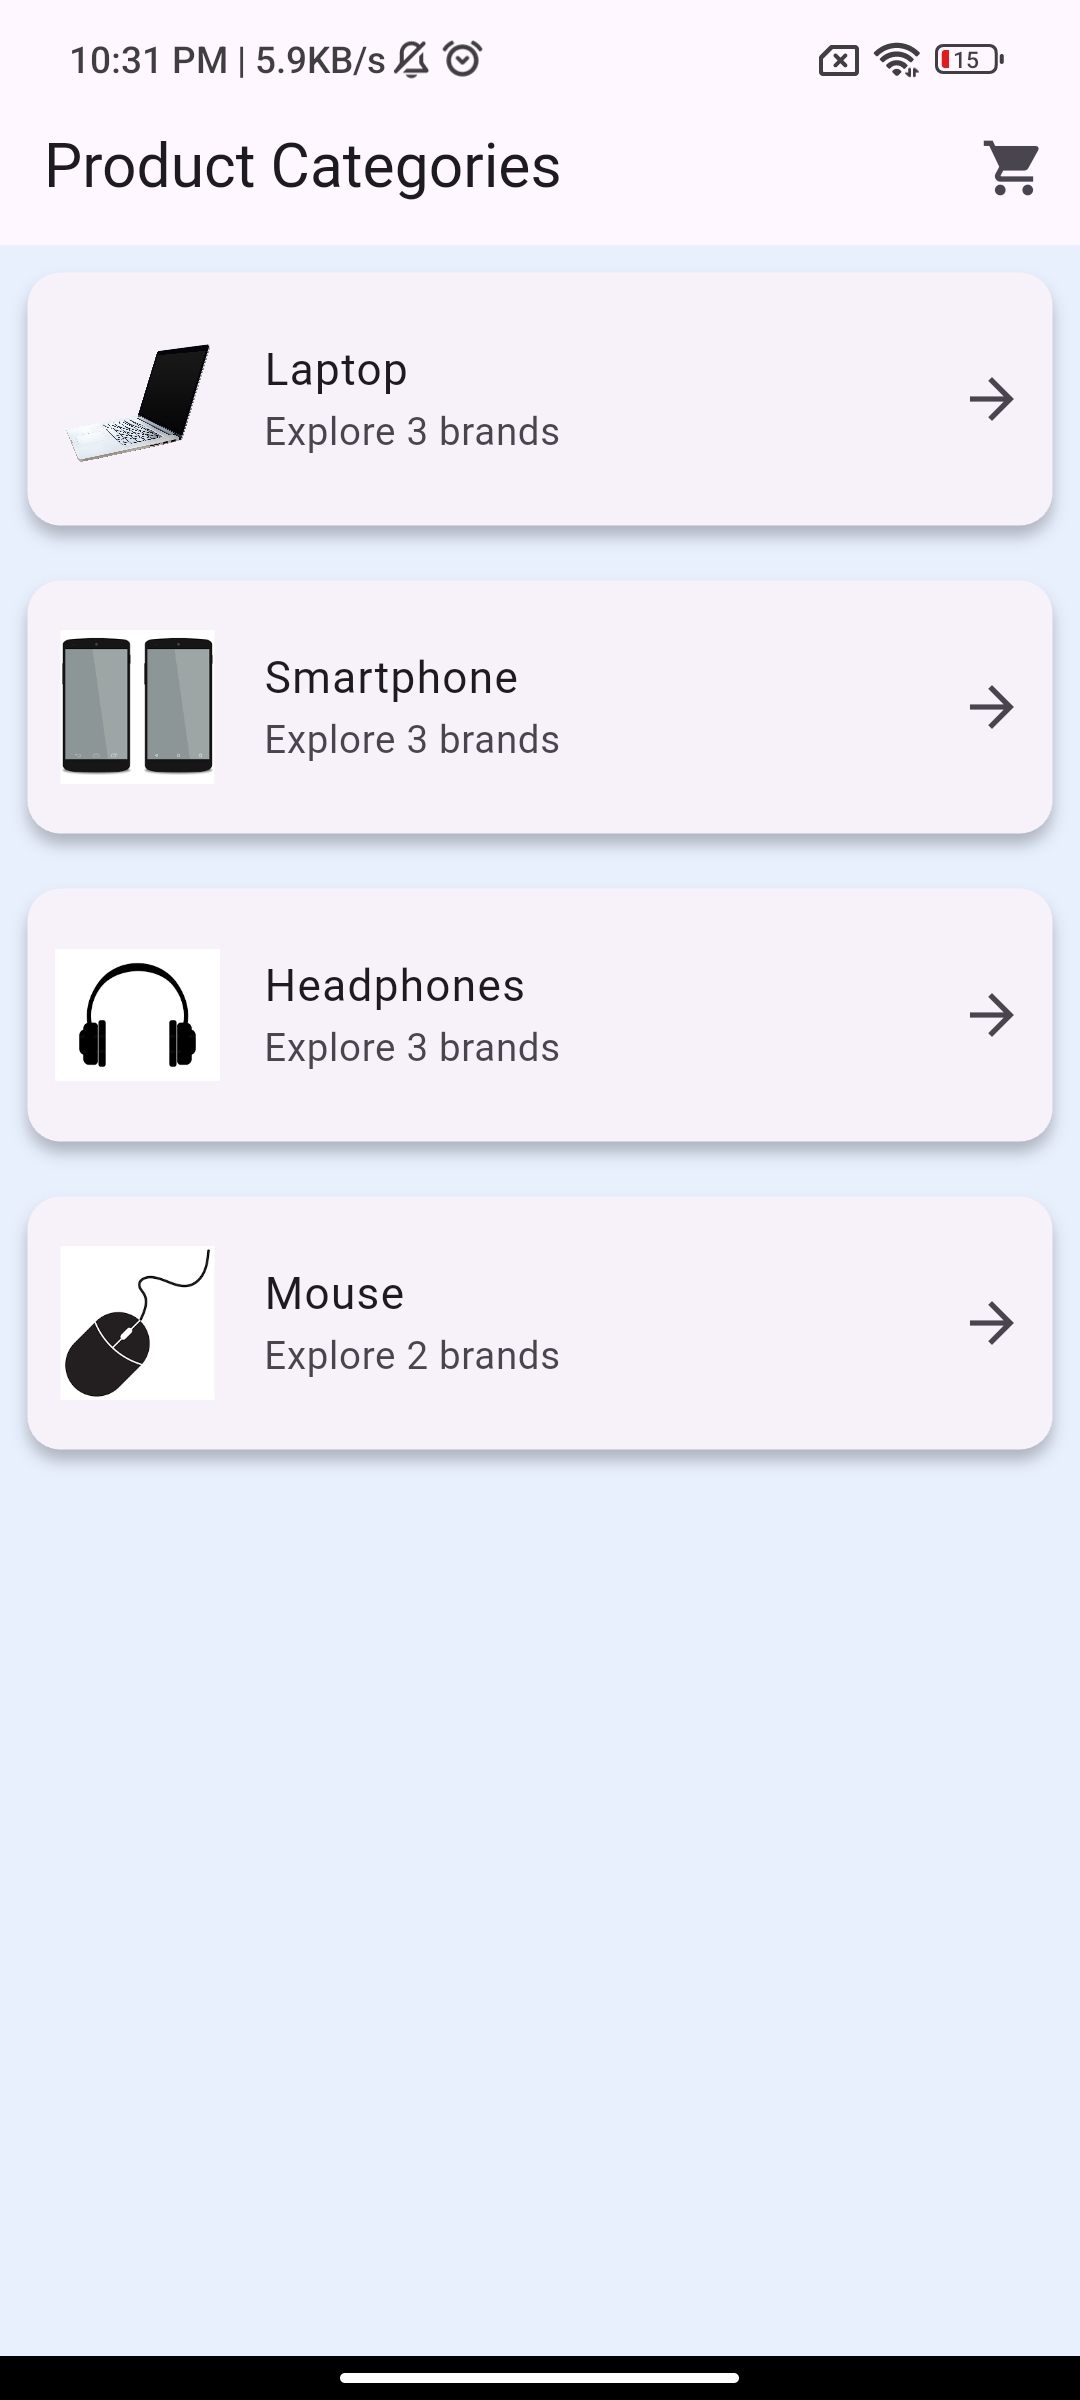 10:31 PM | 5.9KB/s 15
Product Categories
Laptop
Explore 3 brands
Smartphone
Explore 3 brands
Headphones
Explore 3 brands
Mouse
Explore 2 brands